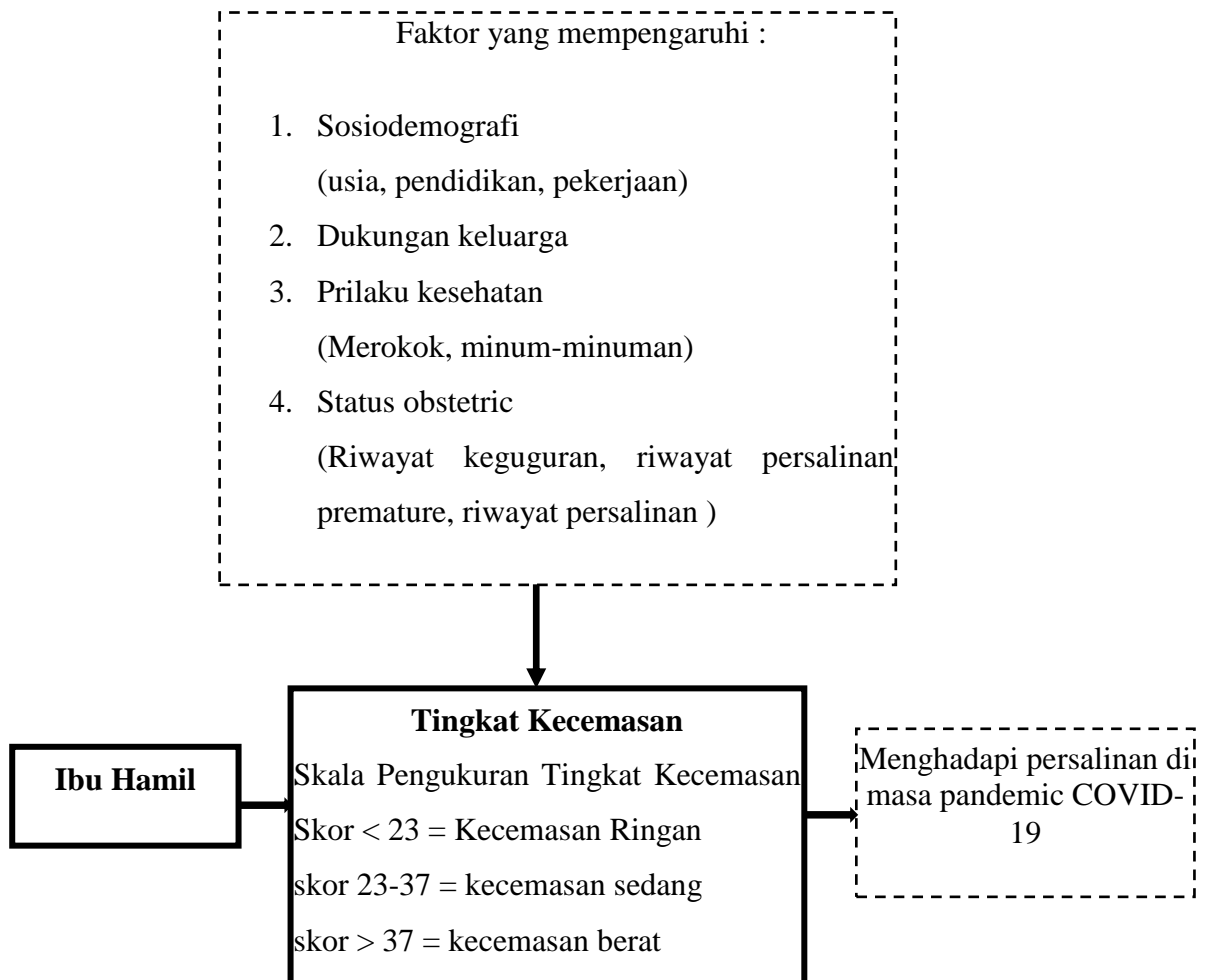 Faktor yang mempengaruhi :
1. Sosiodemografi
(usia, pendidikan, pekerjaan)
2. Dukungan keluarga
3. Prilaku kesehatan
(Merokok, minum-minuman)
4. Status obstetric
(Riwayat keguguran, riwayat persalinan
premature, riwayat persalinan )
Ibu Hamil
Tingkat Kecemasan
Skala Pengukuran Tingkat Kecemasan
Skor < 23 = Kecemasan Ringan
skor 23-37 = kecemasan sedang
skor > 37 = kecemasan berat
Menghadapi persalinan di
masa pandemic COVID-
19